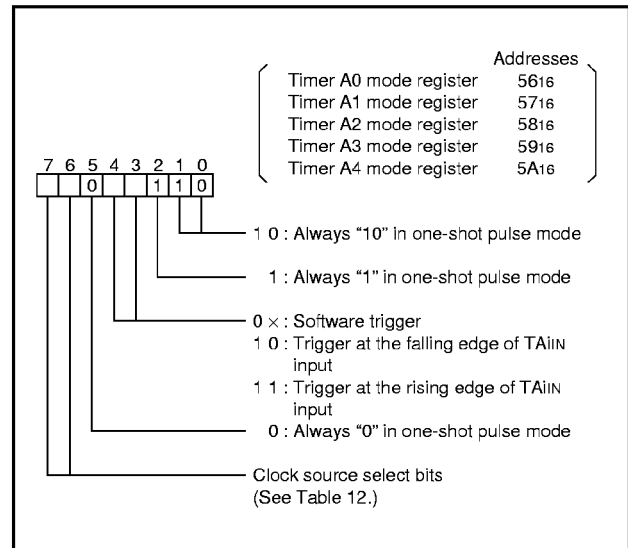 Addresses
Timer A0 mode register 5616
Timer A1 mode register 5716
Timer A2 mode register 5816
Timer A3 mode register 5916
Timer A4 mode register 5A16
7 6 5 4 3 2 1 0
0 1 1 0
1 0 : Always “10” in one-shot pulse mode
1 : Always “1” in one-shot pulse mode
0 × : Software trigger
1 0 : Trigger at the falling edge of TAiIN
input
1 1 : Trigger at the rising edge of TAiIN
input
0 : Always “0” in one-shot pulse mode
Clock source select bits
(See Table 12.)